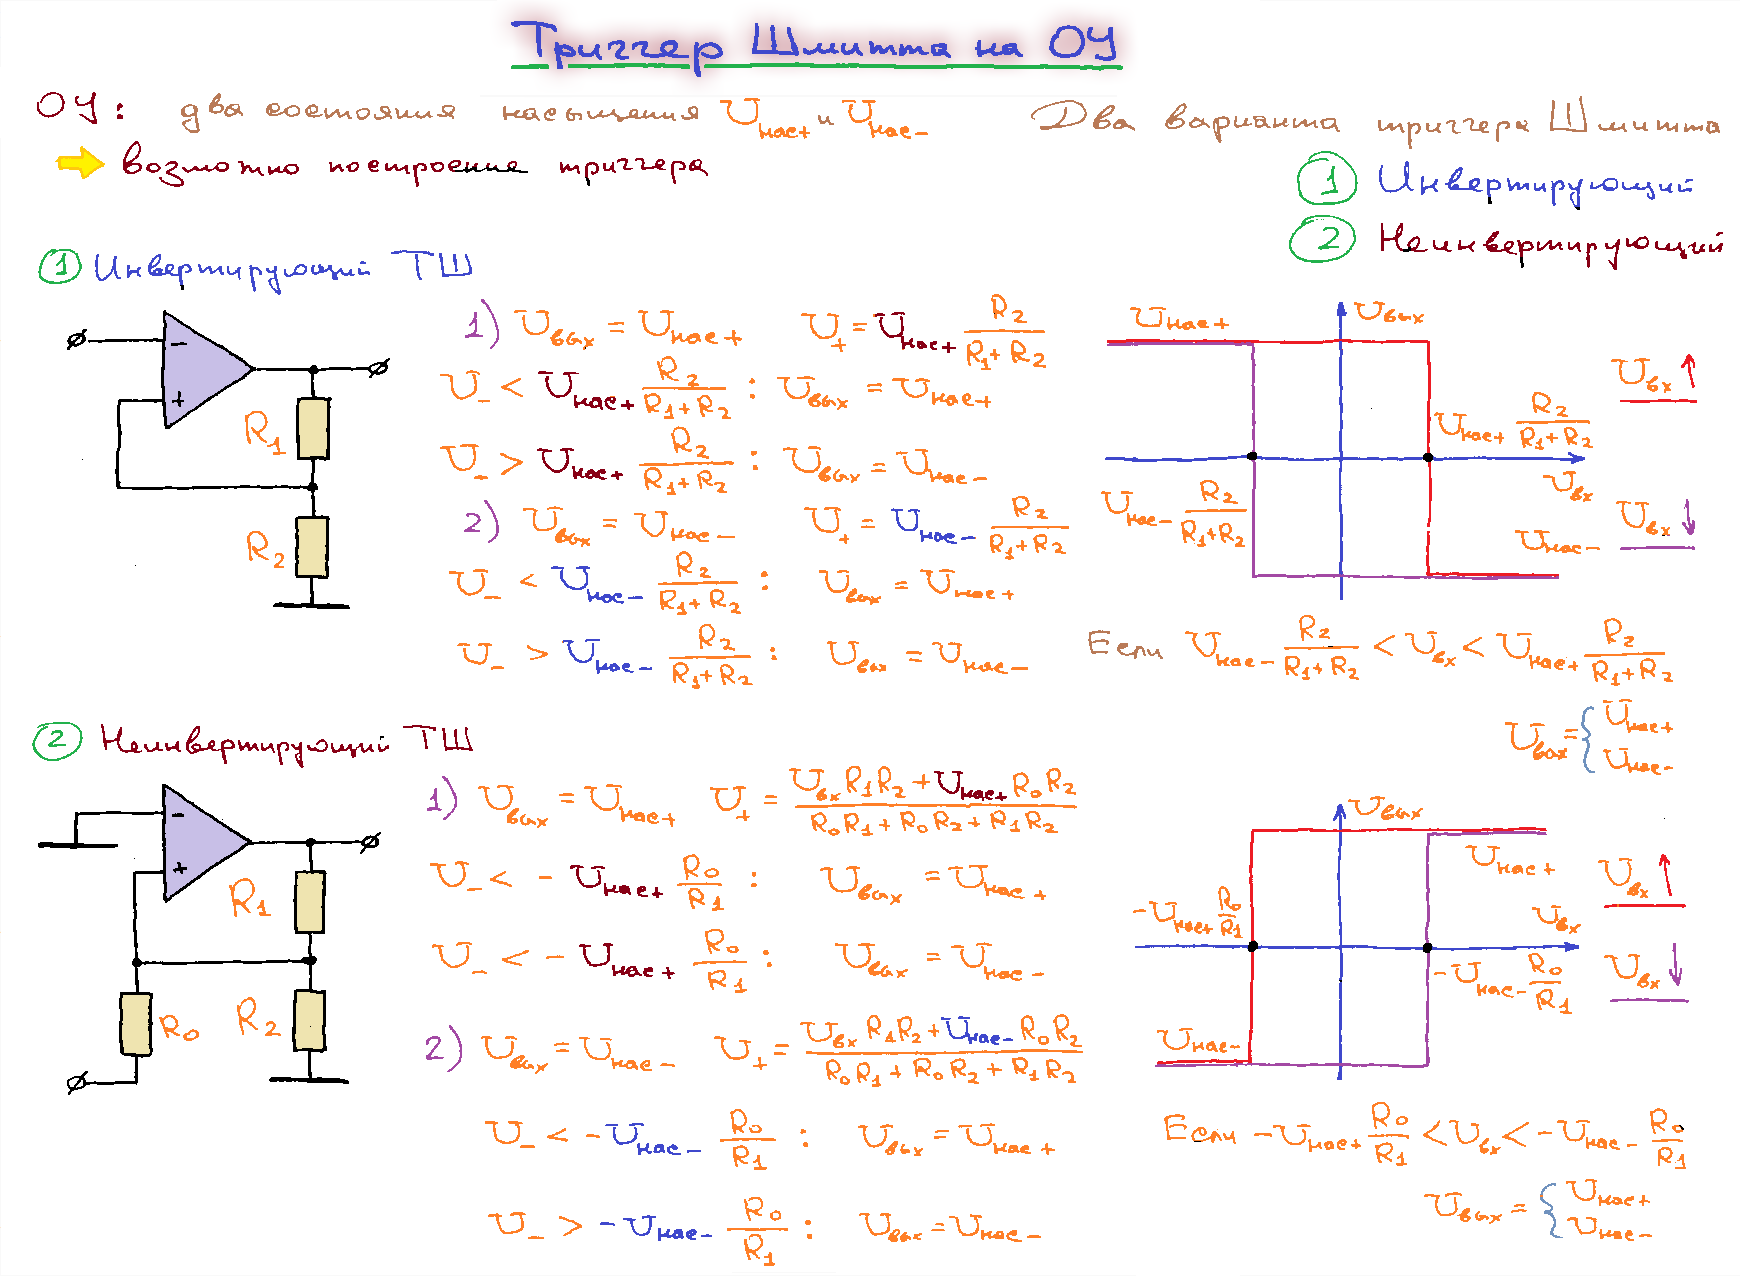 Триггер Шмитта на ОУ
ОУ: два состояния насыщения Uнас+ и Uнас-
➡ возможно построение триггера
Два варианта триггера Шмитта
1 Инвертирующий
2 Неинвертирующий
1 Инвертирующий ТШ
-
+
R1
R2
1) Uвых = Uнас+ U+ = Uнас+ R2/(R1+R2)
U- < Uнас+ R2/(R1+R2) : Uвых = Uнас+
U- > Uнас+ R2/(R1+R2) : Uвых = Uнас-
2) Uвых = Uнас- U+ = Uнас- R2/(R1+R2)
U- < Uнас- R2/(R1+R2) : Uвых = Uнас+
U- > Uнас- R2/(R1+R2) : Uвых = Uнас-
Uнас+
Uвых
Uвх ↑
Uнас+ R2/(R1+R2)
Uвх
Uнас- R2/(R1+R2)
Uвх ↓
Uнас-
Если Uнас- R2/(R1+R2) < Uвх < Uнас+ R2/(R1+R2)
Uвых = { Uнас+
Uнас-
2 Неинвертирующий ТШ
-
+
R1
R0
R2
1) Uвых = Uнас+ U+ = (Uвх R1R2 + Uнас+ R0R2)/(R0R1 + R0R2 + R1R2)
U- < - Uнас+ R0/R1 : Uвых = Uнас+
U- < - Uнас+ R0/R1 : Uвых = Uнас-
2) Uвых = Uнас- U+ = (Uвх R1R2 + Uнас- R0R2)/(R0R1 + R0R2 + R1R2)
U- < - Uнас- R0/R1 : Uвых = Uнас+
U- > - Uнас- R0/R1 : Uвых = Uнас-
Uвых
Uнас+
Uвх ↑
-Uнас+ R0/R1
Uвх
-Uнас- R0/R1
Uвх ↓
Uнас-
Если -Uнас+ R0/R1 < Uвх < -Uнас- R0/R1
Uвых = { Uнас+
Uнас-